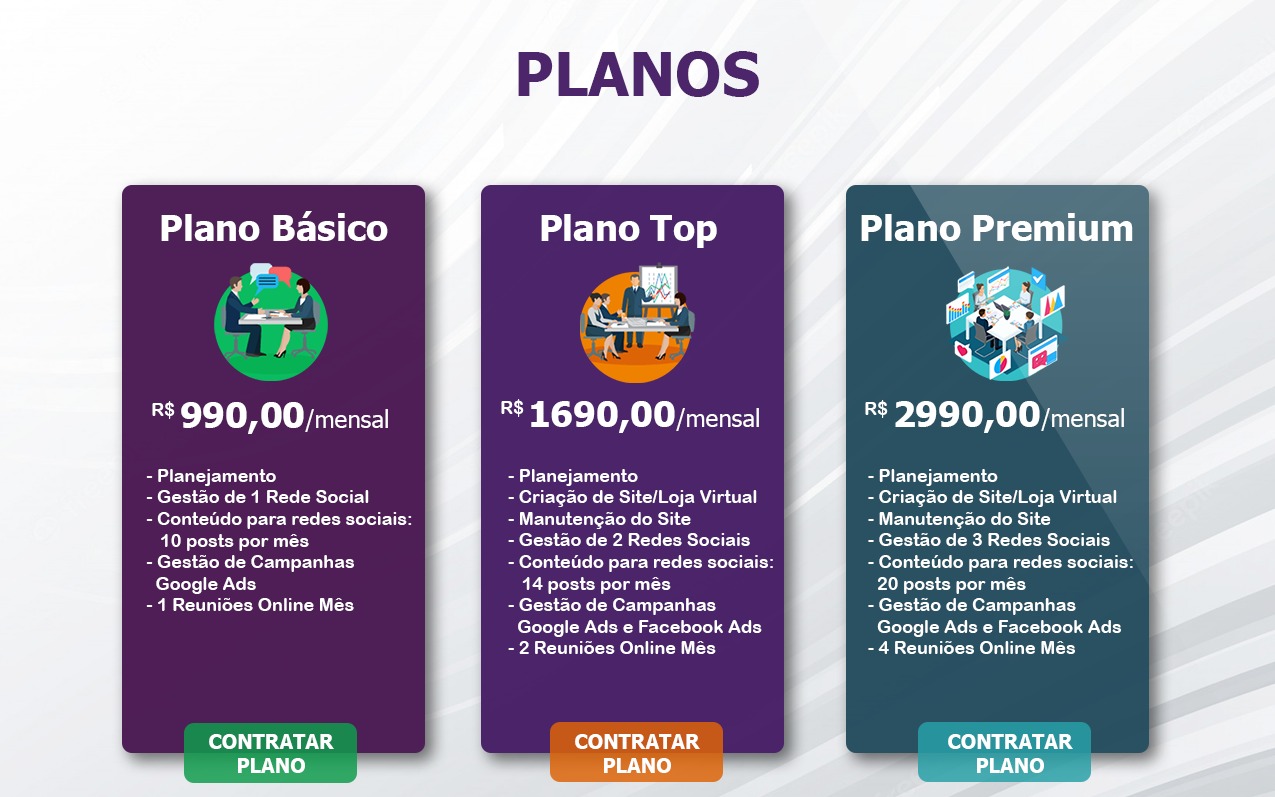 PLANOS
Plano Básico
R$ 990,00/mensal
- Planejamento
- Gestão de 1 Rede Social
- Conteúdo para redes sociais:
10 posts por mês
- Gestão de Campanhas
Google Ads
- 1 Reuniões Online Mês
CONTRATAR
PLANO
Plano Top
R$ 1690,00/mensal
- Planejamento
- Criação de Site/Loja Virtual
- Manutenção do Site
- Gestão de 2 Redes Sociais
- Conteúdo para redes sociais:
14 posts por mês
- Gestão de Campanhas
Google Ads e Facebook Ads
- 2 Reuniões Online Mês
CONTRATAR
PLANO
Plano Premium
R$ 2990,00/mensal
- Planejamento
- Criação de Site/Loja Virtual
- Manutenção do Site
- Gestão de 3 Redes Sociais
- Conteúdo para redes sociais:
20 posts por mês
- Gestão de Campanhas
Google Ads e Facebook Ads
- 4 Reuniões Online Mês
CONTRATAR
PLANO